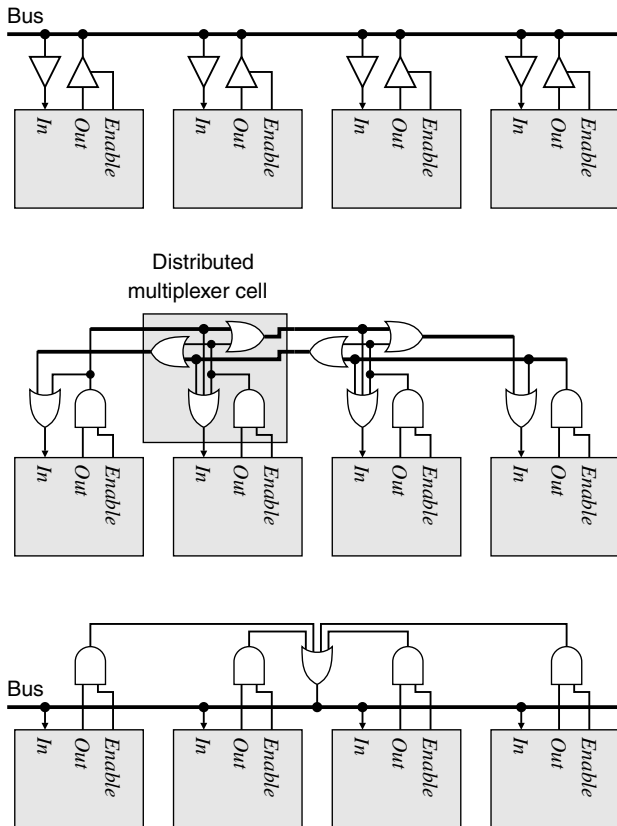 Bus
In Out Enable In Out Enable In Out Enable In Out Enable
Distributed
multiplexer cell
In Out Enable In Out Enable In Out Enable In Out Enable
Bus
In Out Enable In Out Enable In Out Enable In Out Enable